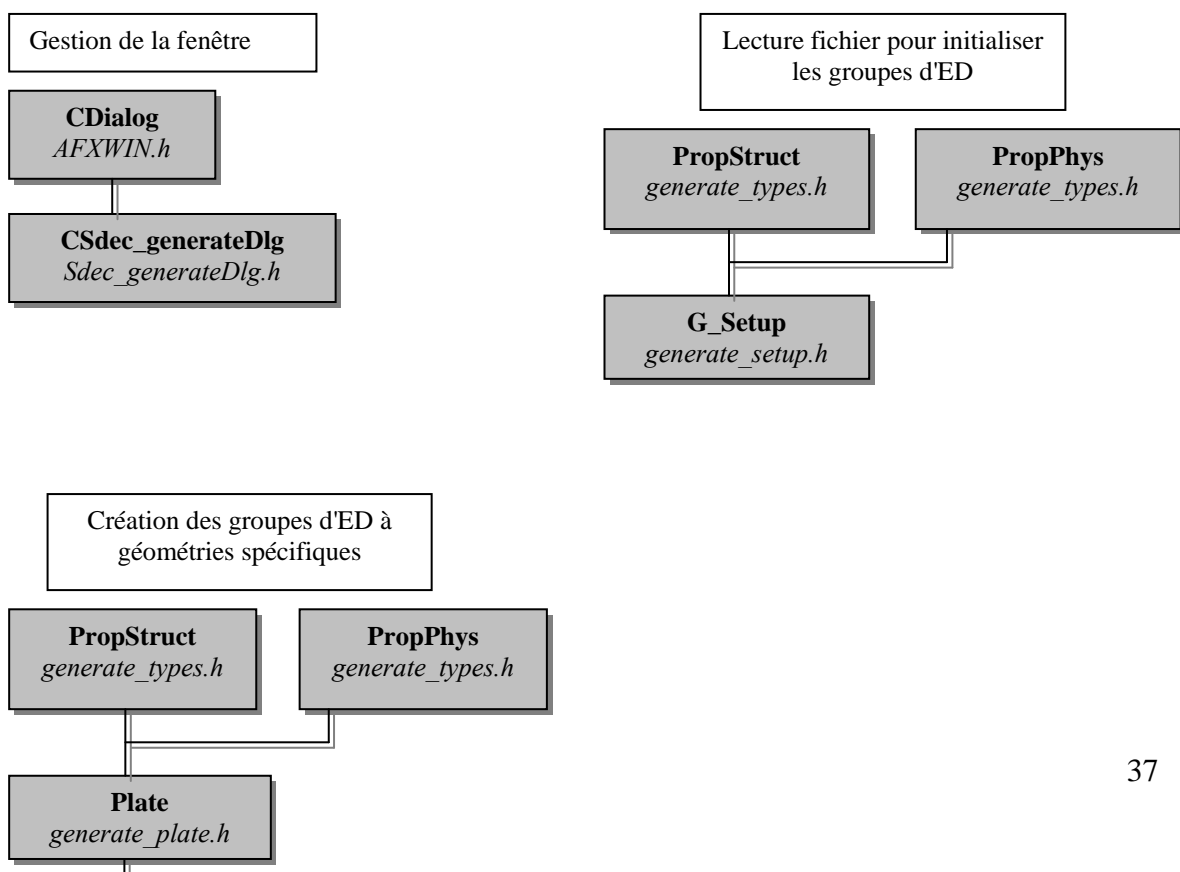 Gestion de la fenêtre
CDialog
AFXWIN.h
CSdec_generateDlg
Sdec_generateDlg.h
Lecture fichier pour initialiser
les groupes d'ED
PropStruct
generate_types.h
PropPhys
generate_types.h
G_Setup
generate_setup.h
Création des groupes d'ED à
géométries spécifiques
PropStruct
generate_types.h
PropPhys
generate_types.h
Plate
generate_plate.h
37